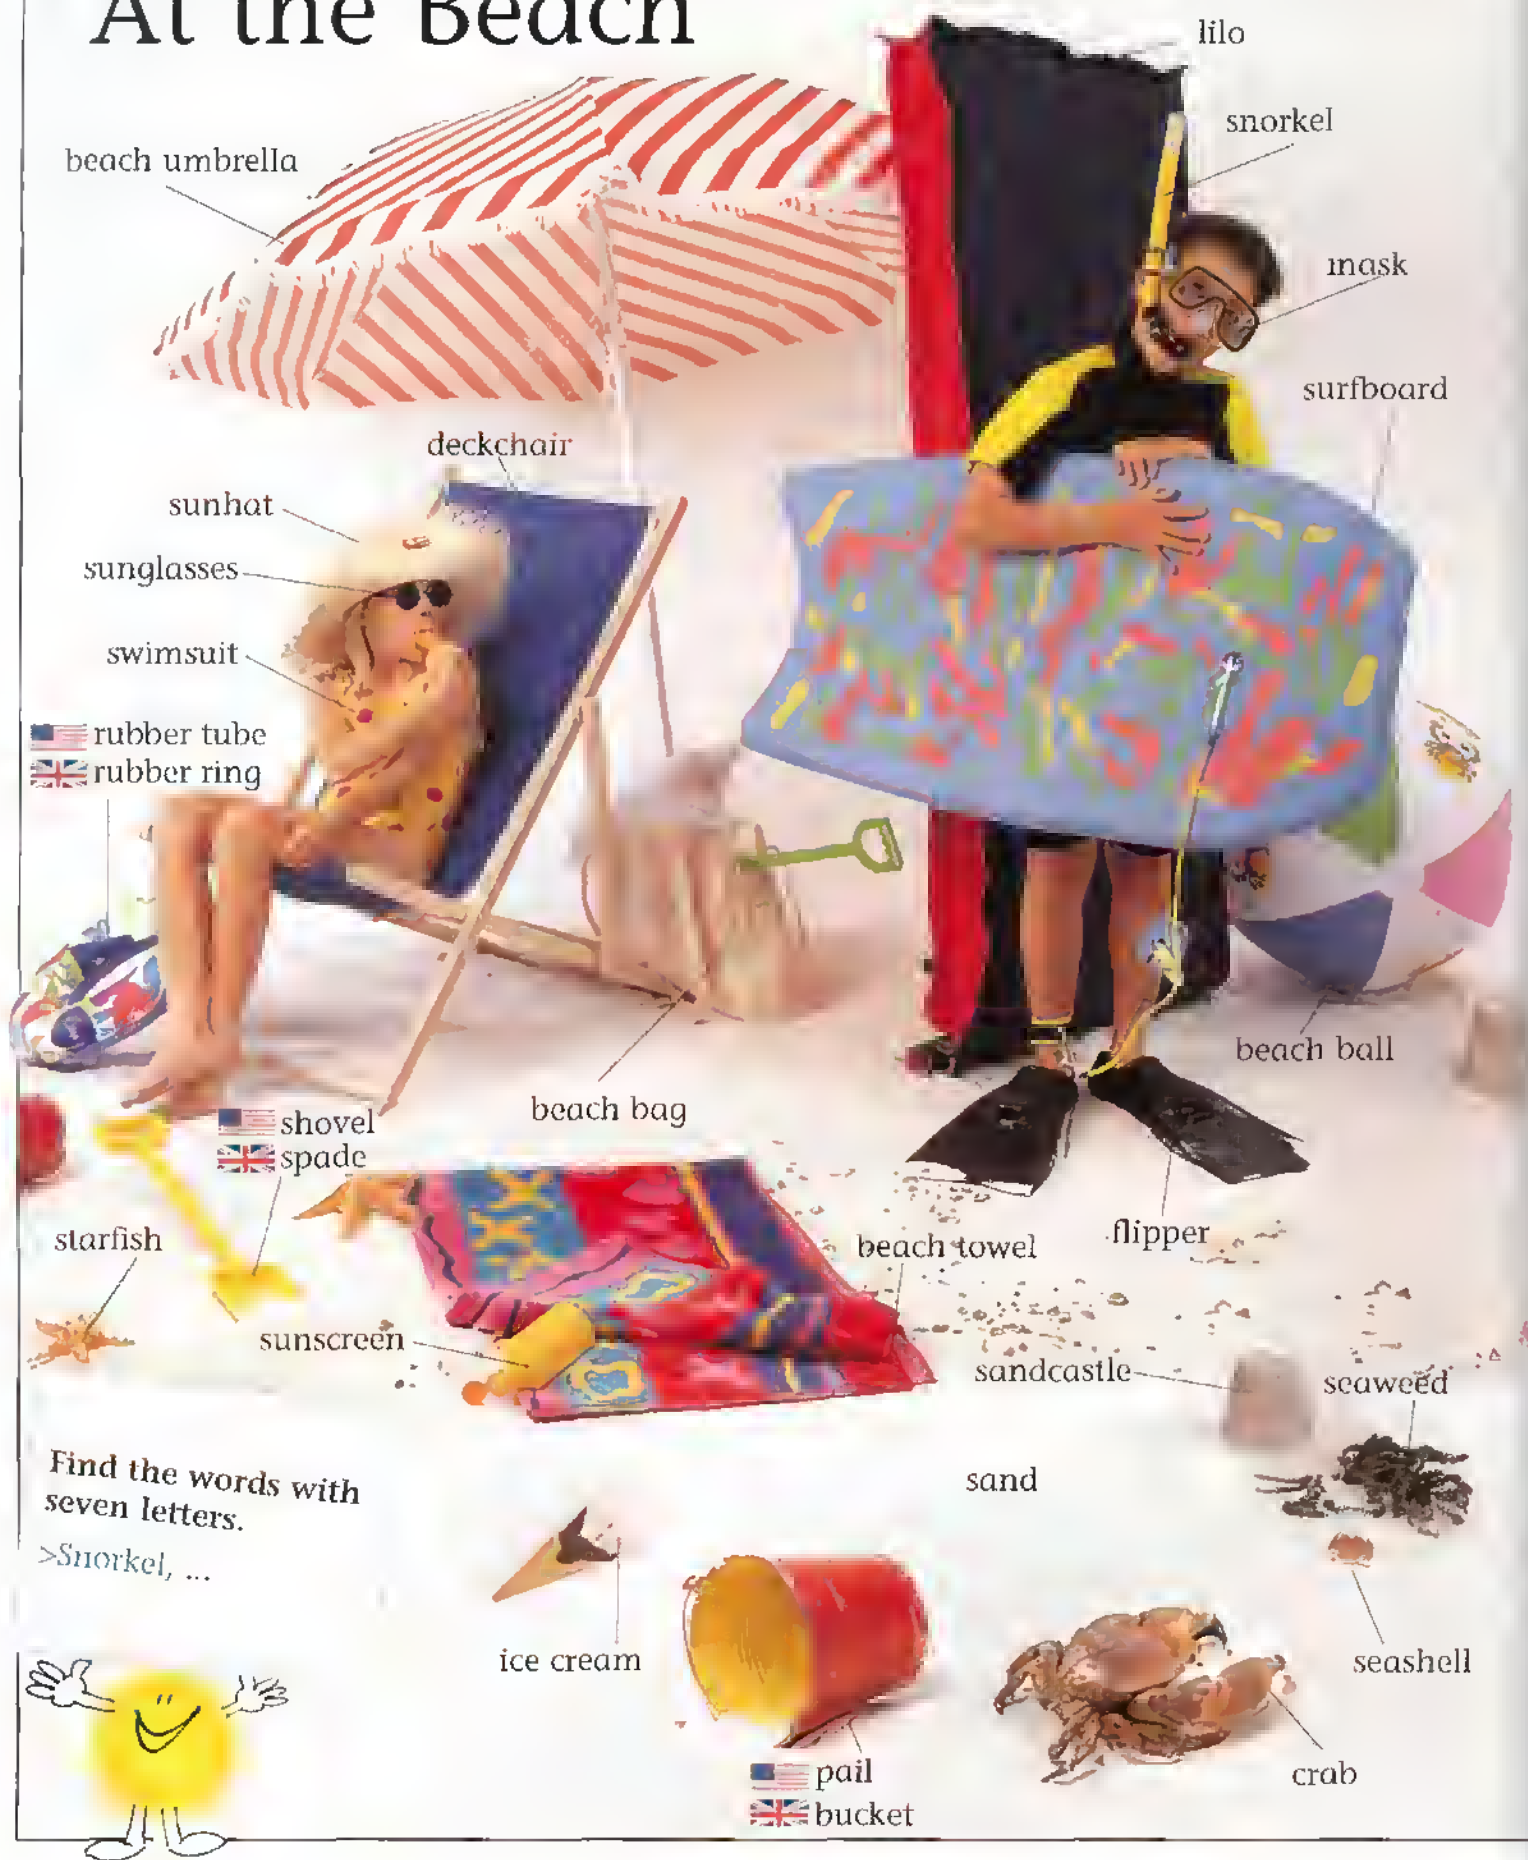 At the Beach
lilo
snorkel
beach umbrella
mask
surfboard
deckchair
sunhat
sunglasses
swimsuit
rubber tube
rubber ring
beach ball
beach bag
shovel
spade
starfish
flipper
beach towel
sunscreen
sandcastle
seaweed
Find the words with
seven letters.
>Snorkel, ...
sand
ice cream
seashell
pail
bucket
crab